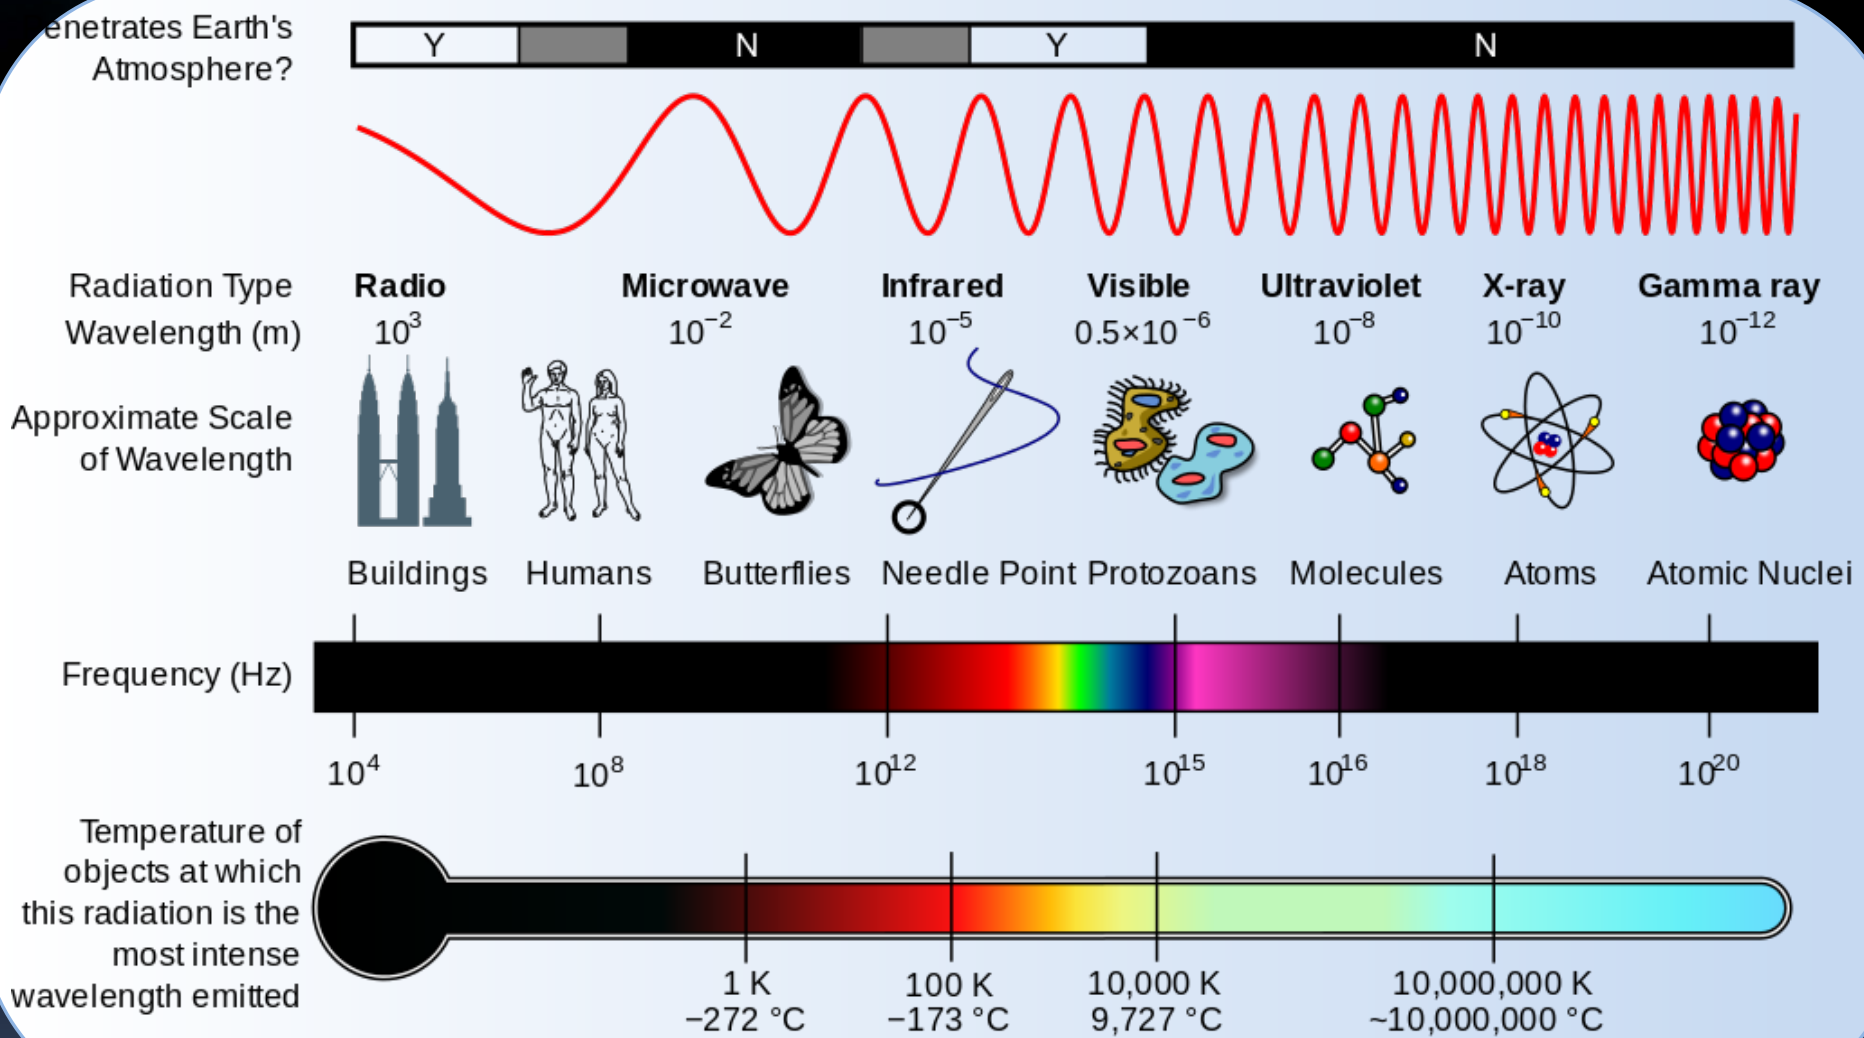 enetrates Earth's
Atmosphere?
Y N Y N
Radiation Type Radio Microwave Infrared Visible Ultraviolet X-ray Gamma ray
Wavelength (m) 10³ 10⁻² 10⁻⁵ 0.5×10⁻⁶ 10⁻⁸ 10⁻¹⁰ 10⁻¹²
Approximate Scale
of Wavelength
Buildings Humans Butterflies Needle Point Protozoans Molecules Atoms Atomic Nuclei
Frequency (Hz)
10⁴ 10⁸ 10¹² 10¹⁵ 10¹⁶ 10¹⁸ 10²⁰
Temperature of
objects at which
this radiation is the
most intense
wavelength emitted
1 K 100 K 10,000 K 10,000,000 K
−272 °C −173 °C 9,727 °C ~10,000,000 °C